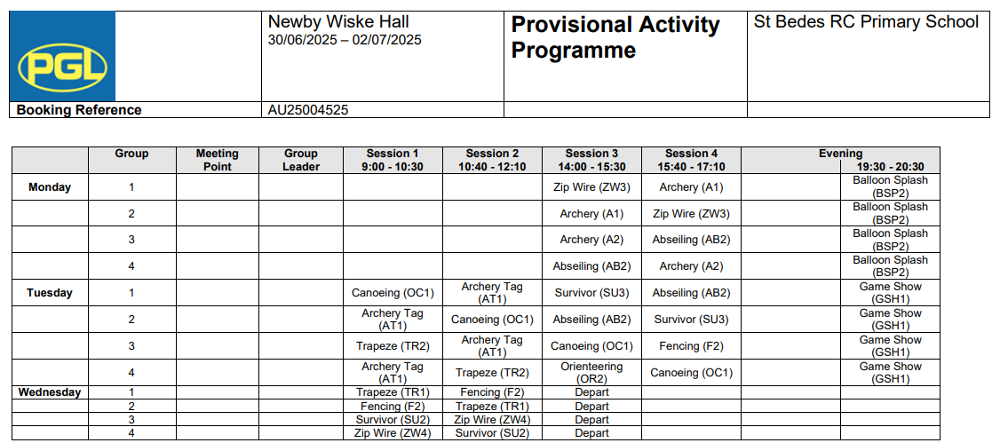 PGL
Newby Wiske Hall
30/06/2025 – 02/07/2025
Provisional Activity
Programme
St Bedes RC Primary School
Booking Reference AU25004525
Group Meeting Point Group Leader Session 1 9:00 - 10:30 Session 2 10:40 - 12:10 Session 3 14:00 - 15:30 Session 4 15:40 - 17:10 Evening 19:30 - 20:30
Monday 1 Zip Wire (ZW3) Archery (A1) Balloon Splash (BSP2)
2 Archery (A1) Zip Wire (ZW3) Balloon Splash (BSP2)
3 Archery (A2) Abseiling (AB2) Balloon Splash (BSP2)
4 Abseiling (AB2) Archery (A2) Balloon Splash (BSP2)
Tuesday 1 Canoeing (OC1) Archery Tag (AT1) Survivor (SU3) Abseiling (AB2) Game Show (GSH1)
2 Archery Tag (AT1) Canoeing (OC1) Abseiling (AB2) Survivor (SU3) Game Show (GSH1)
3 Trapeze (TR2) Archery Tag (AT1) Canoeing (OC1) Fencing (F2) Game Show (GSH1)
4 Archery Tag (AT1) Trapeze (TR2) Orienteering (OR2) Canoeing (OC1) Game Show (GSH1)
Wednesday 1 Trapeze (TR1) Fencing (F2) Depart
2 Fencing (F2) Trapeze (TR1) Depart
3 Survivor (SU2) Zip Wire (ZW4) Depart
4 Zip Wire (ZW4) Survivor (SU2) Depart